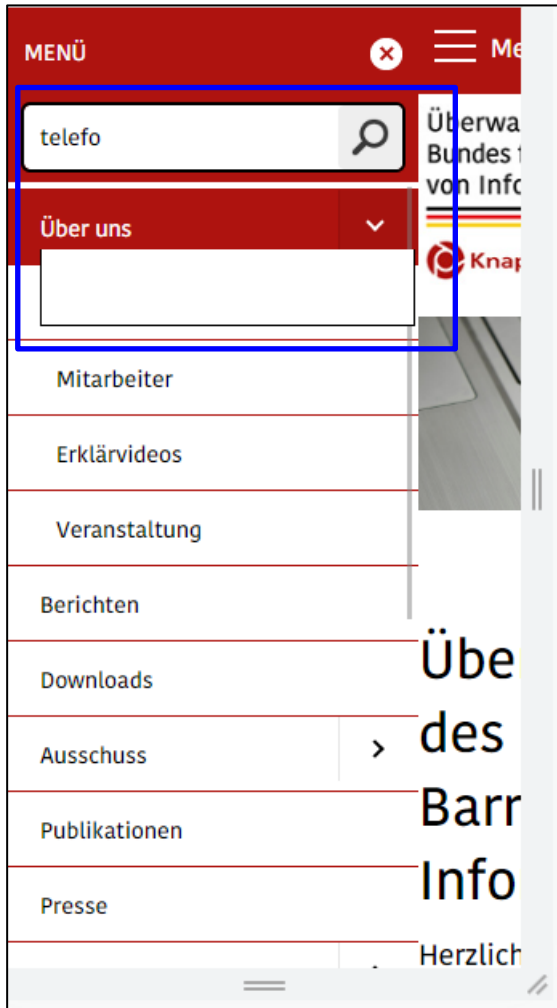 MENÜ
Me
telefo
Überwa
Bundes
von Info
Über uns
Knap
Mitarbeiter
Erklärvideos
Veranstaltung
Berichten
Downloads
Übe
des
Ausschuss
Barr
Publikationen
Info
Presse
Herzlich